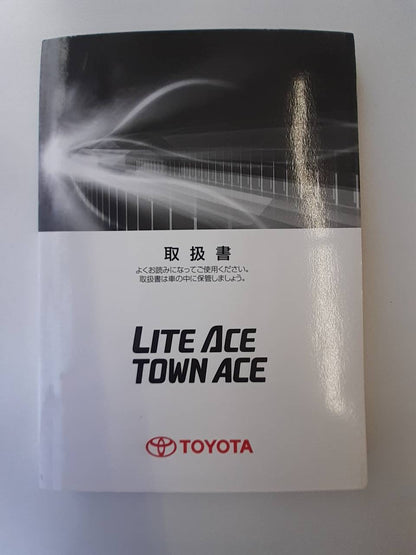 取扱書
よくお読みになってご使用ください。
取扱書は車の中に保管しましょう。
LITE ACE
TOWN ACE
TOYOTA